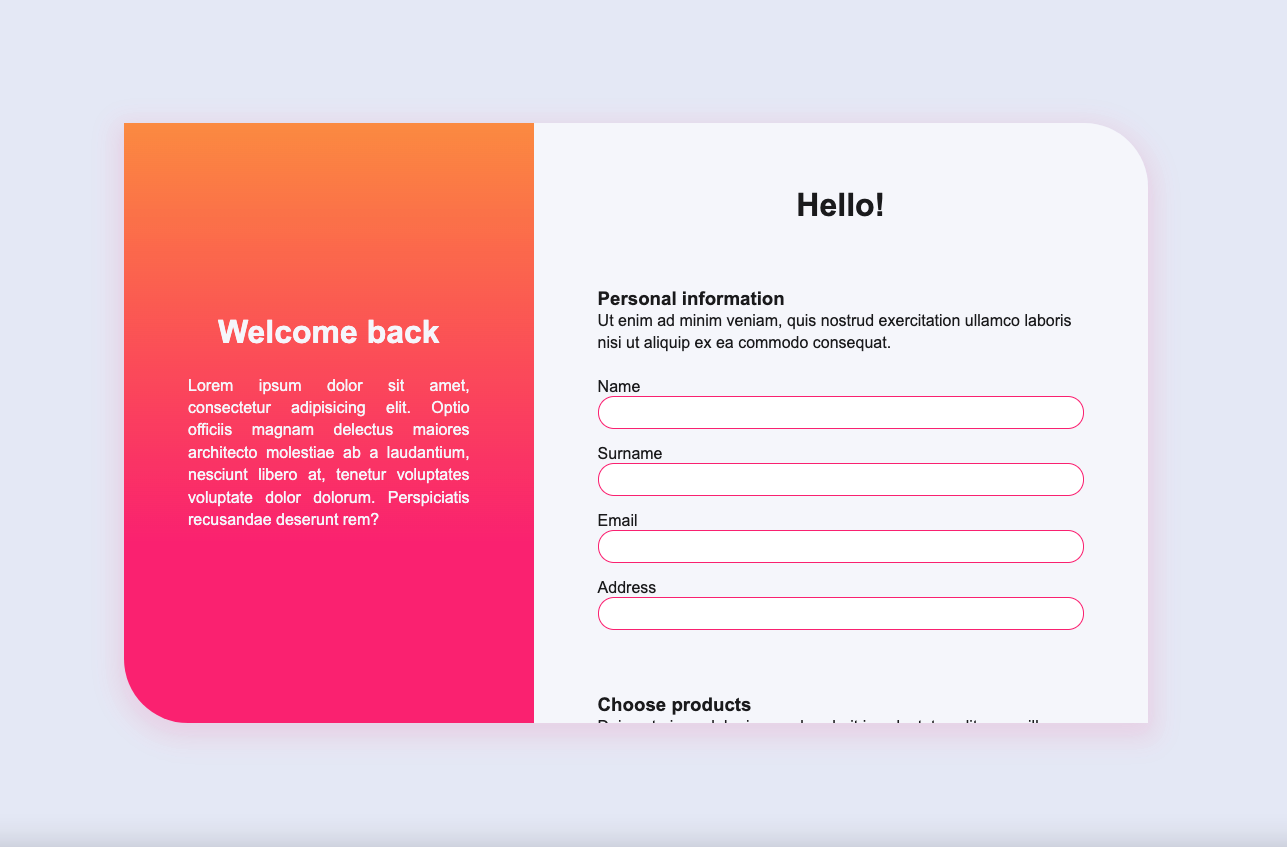 Welcome back
Lorem ipsum dolor sit amet,
consectetur adipisicing elit. Optio
officiis magnam delectus maiores
architecto molestiae ab a laudantium,
nesciunt libero at, tenetur voluptates
voluptate dolor dolorum. Perspiciatis
recusandae deserunt rem?
Hello!
Personal information
Ut enim ad minim veniam, quis nostrud exercitation ullamco laboris
nisi ut aliquip ex ea commodo consequat.
Name
Surname
Email
Address
Choose products